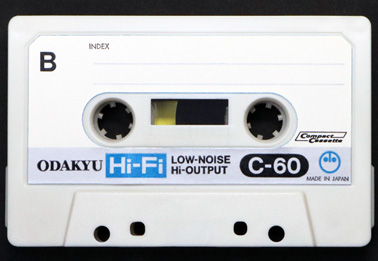 B
INDEX
Compact
Cassette
ODAKYU Hi-Fi LOW-NOISE C-60
Hi-OUTPUT
MADE IN JAPAN